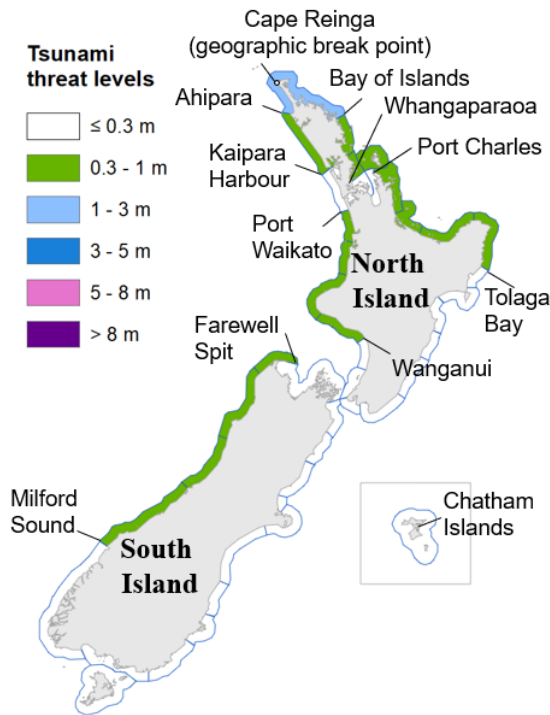 Cape Reinga
(geographic break point)
Tsunami
threat levels
≤ 0.3 m
0.3 - 1 m
1 - 3 m
3 - 5 m
5 - 8 m
> 8 m
Bay of Islands
Ahipara
Whangaparaoa
Port Charles
Kaipara
Harbour
Port
Waikato
North
Island
Tolaga
Bay
Farewell
Spit
Wanganui
Milford
Sound
South
Island
Chatham
Islands